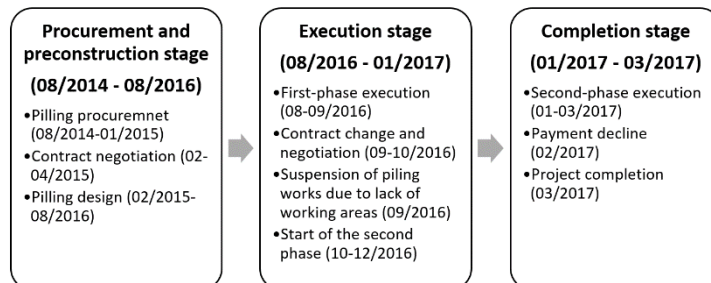 Procurement and
preconstruction stage
(08/2014 - 08/2016)
•Pilling procuremnet
(08/2014-01/2015)
•Contract negotiation (02-
04/2015)
•Pilling design (02/2015-
08/2016)
Execution stage
(08/2016 - 01/2017)
•First-phase execution
(08-09/2016)
•Contract change and
negotiation (09-10/2016)
•Suspension of piling
works due to lack of
working areas (09/2016)
•Start of the second
phase (10-12/2016)
Completion stage
(01/2017 - 03/2017)
•Second-phase execution
(01-03/2017)
•Payment decline
(02/2017)
•Project completion
(03/2017)